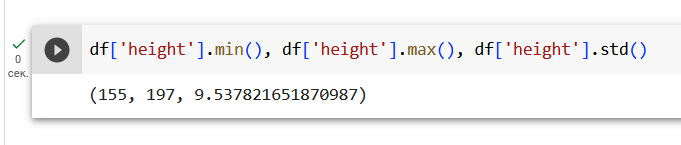 df['height'].min(), df['height'].max(), df['height'].std()
0
сек.
(155, 197, 9.537821651870987)